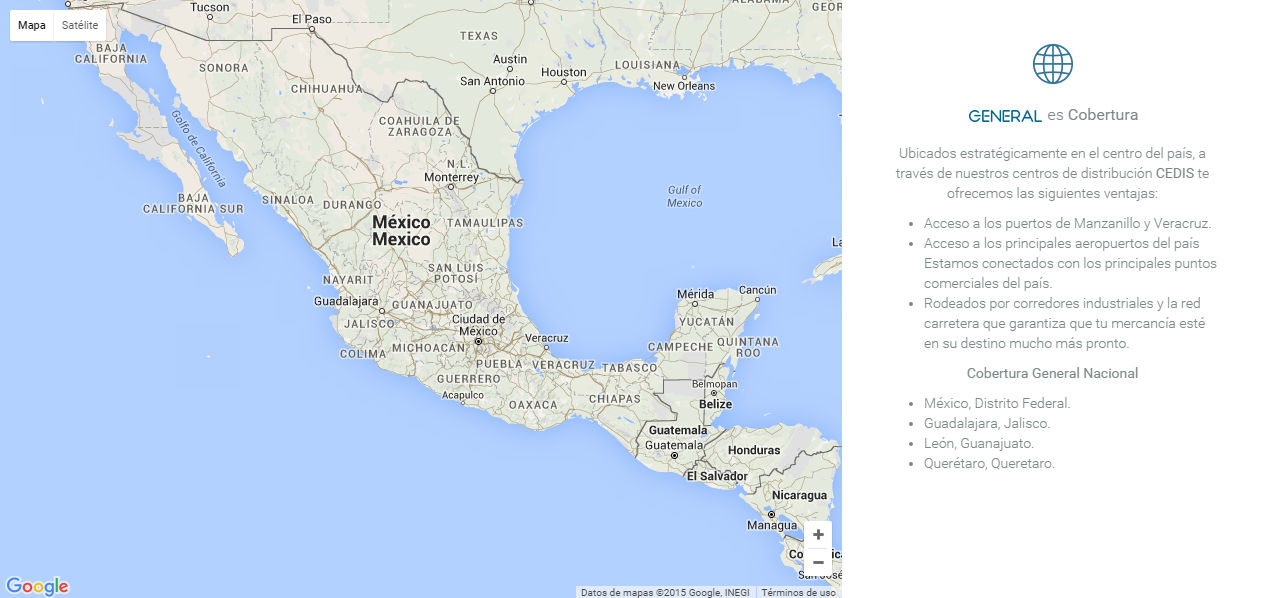 Mapa
Satélite
Tucson
El Paso
ALABAMA
BAJA
CALIFORNIA
TEXAS
SONORA
Austin
LOUISIANA
San Antonio
Houston
New Orleans
CHIHUAHUA
COAHUILA DE
ZARAGOZA
Golfo de California
N.L.
Monterrey
Gulf of
Mexico
BAJA
CALIFORNIA SUR
SINALOA
DURANGO
México
Mexico
TAMAULIPAS
SAN LUIS
POTOSÍ
NAYARIT
Guadalajara
GUANAJUATO
Mérida
Cancún
JALISCO
Ciudad de
México
YUCATÁN
COLIMA
MICHOACÁN
Veracruz
CAMPECHE
QUINTANA
ROO
PUEBLA
VERACRUZ
TABASCO
GUERRERO
Acapulco
OAXACA
CHIAPAS
Belmopan
Belize
Guatemala
Guatemala
Honduras
El Salvador
Nicaragua
Managua
San José
Google
Datos de mapas ©2015 Google, INEGI
Términos de uso
GENERAL es Cobertura
Ubicados estratégicamente en el centro del país, a
través de nuestros centros de distribución CEDIS te
ofrecemos las siguientes ventajas:
• Acceso a los puertos de Manzanillo y Veracruz.
• Acceso a los principales aeropuertos del país
Estamos conectados con los principales puntos
comerciales del país.
• Rodeados por corredores industriales y la red
carretera que garantiza que tu mercancía esté
en su destino mucho más pronto.
Cobertura General Nacional
• México, Distrito Federal.
• Guadalajara, Jalisco.
• León, Guanajuato.
• Querétaro, Queretaro.